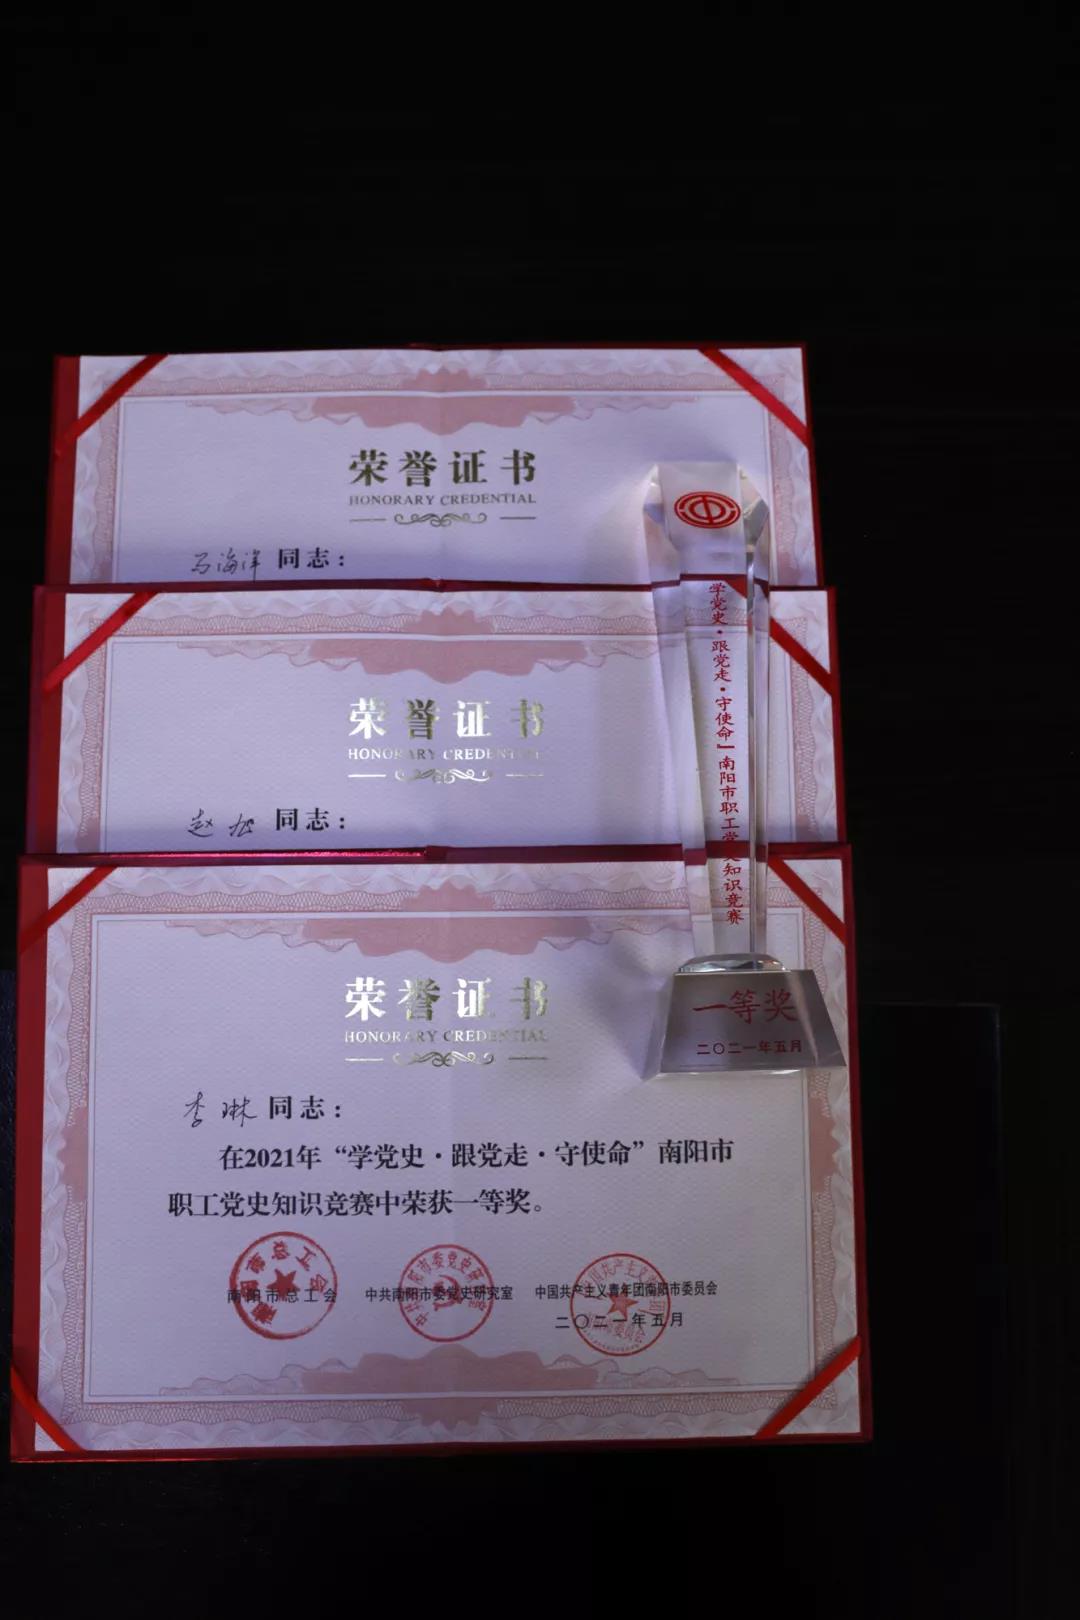 荣誉证书
HONORARY CREDENTIAL
马海洋 同志：
荣誉证书
HONORARY CREDENTIAL
赵旭 同志：
荣誉证书
HONORARY CREDENTIAL
李琳 同志：
在2021年“学党史·跟党走·守使命”南阳市
职工党史知识竞赛中荣获一等奖。
南阳市总工会
中共南阳市委党史研究室
中国共产主义青年团南阳市委员会
二〇二一年五月
南阳市总工会
学党史·跟党走·守使命”南阳市职工党史知识竞赛
一等奖
二〇二一年五月